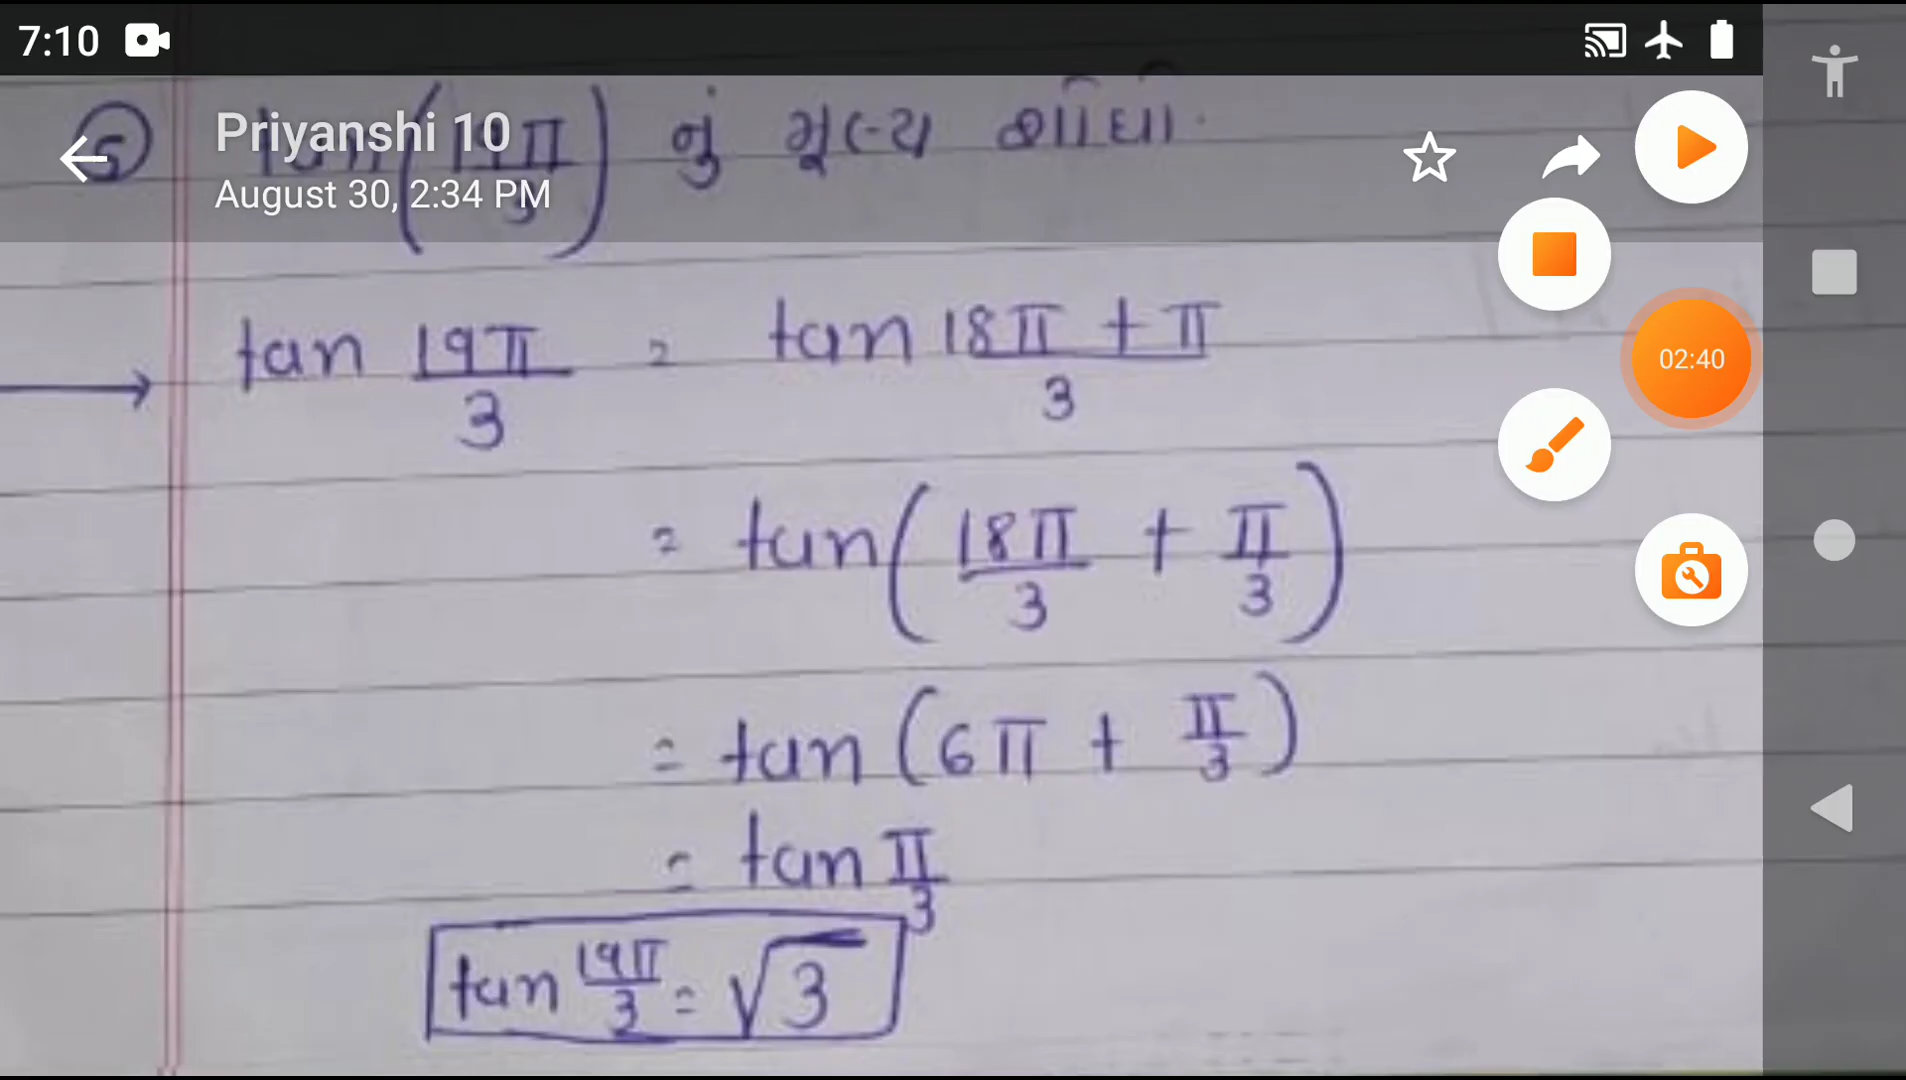 7:10
Priyanshi 10
August 30, 2:34 PM
⑤ tan(19π/3) નું મૂલ્ય શોધો.
02:40
→ tan 19π/3 = tan 18π + π/3
= tan(18π/3 + π/3)
= tan (6π + π/3)
= tan π/3
tan 19π/3 = √3